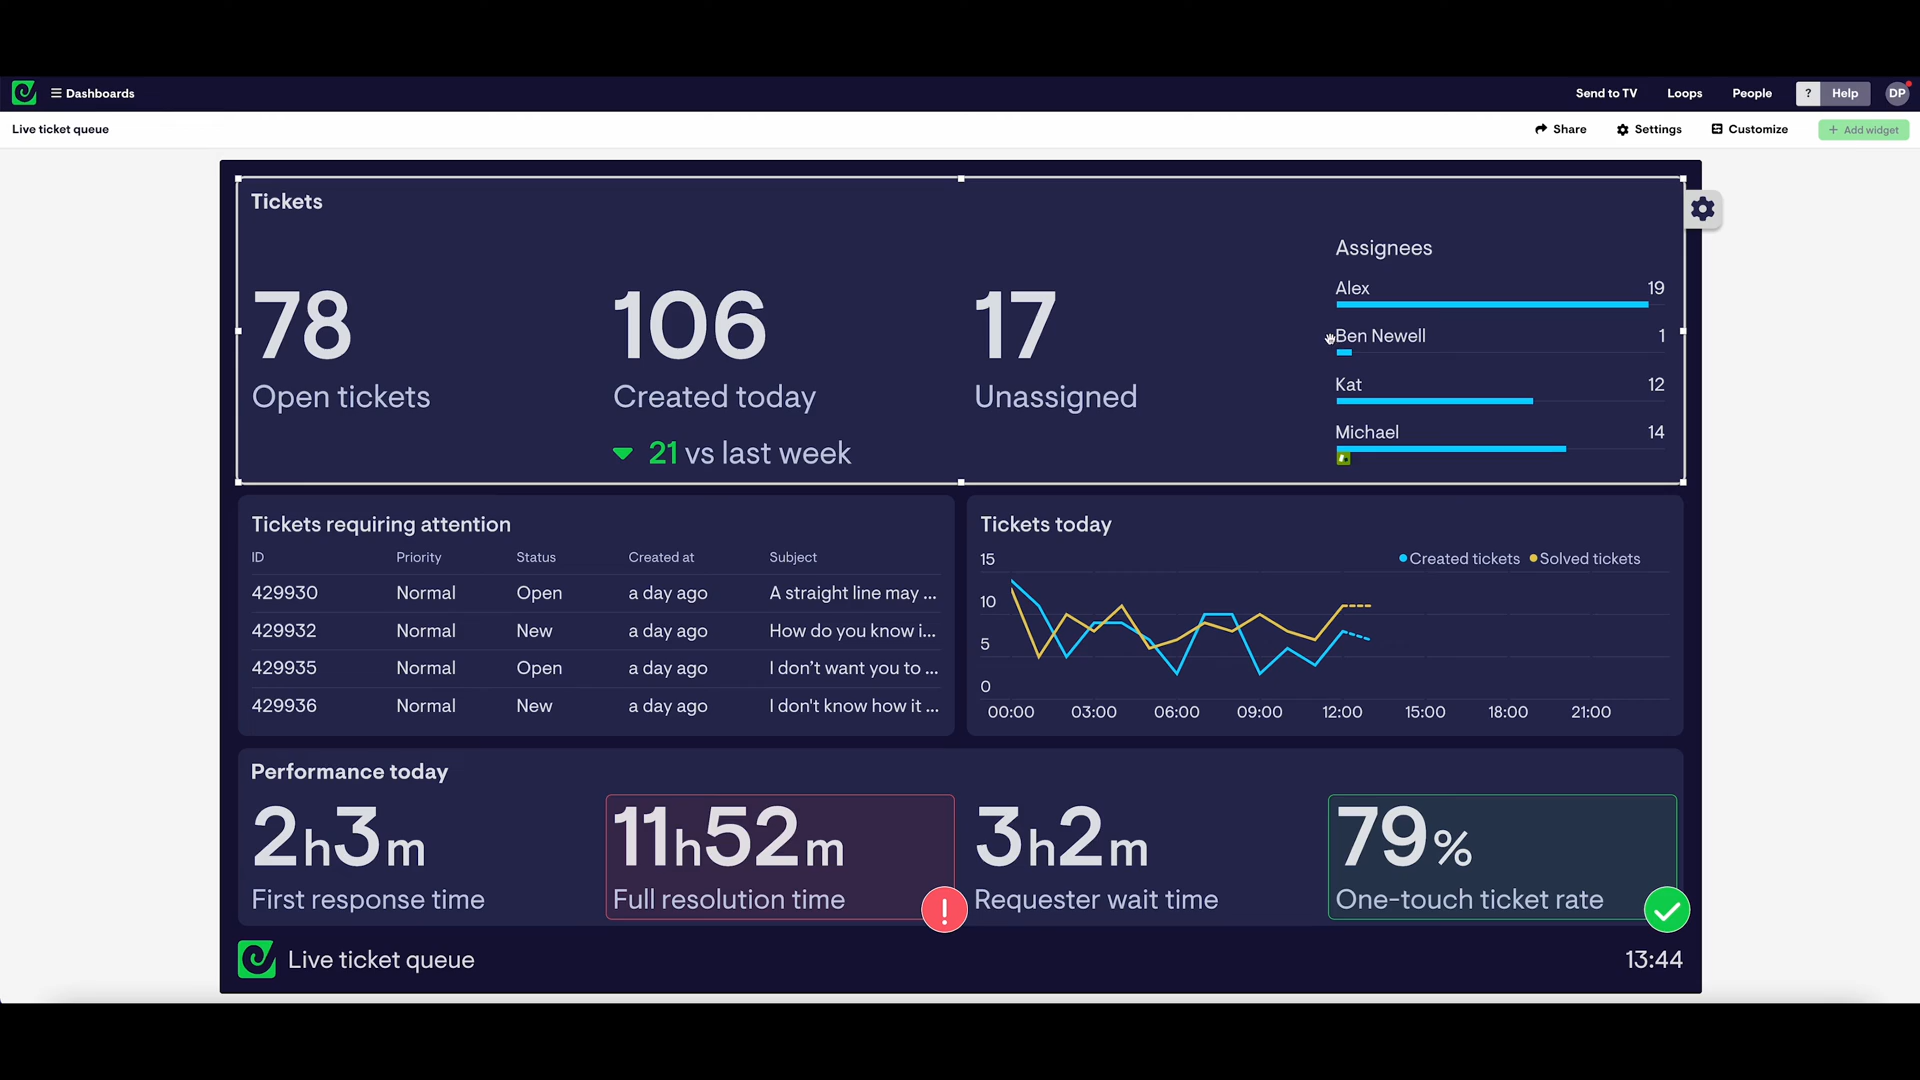 ☰ Dashboards
Send to TV
Loops
People
? Help
DP
Live ticket queue
Share
Settings
Customize
+ Add widget
Tickets
78
Open tickets
106
Created today
21 vs last week
17
Unassigned
Assignees
Alex 19
Ben Newell 1
Kat 12
Michael 14
Tickets requiring attention
ID Priority Status Created at Subject
429930 Normal Open a day ago A straight line may ...
429932 Normal New a day ago How do you know i...
429935 Normal Open a day ago I don't want you to ...
429936 Normal New a day ago I don't know how it ...
Tickets today
Created tickets Solved tickets
15
10
5
0
00:00 03:00 06:00 09:00 12:00 15:00 18:00 21:00
Performance today
2h3m
First response time
11h52m
Full resolution time
!
3h2m
Requester wait time
79%
One-touch ticket rate
Live ticket queue
13:44